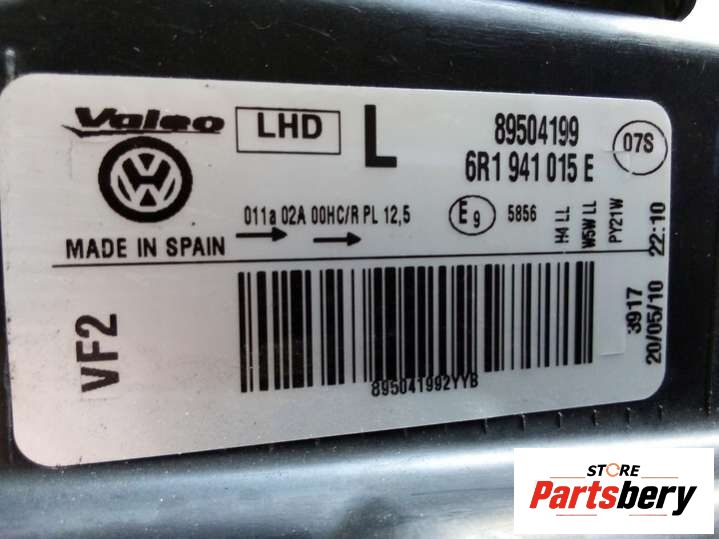 Valeo
LHD
L
89504199
6R1 941 015 E
07S
011a 02A 00HC/R PL 12,5
E9
5856
H4 LL
W5W LL
PY21W
22:10
MADE IN SPAIN
VF2
895041992YYB
3917
20/05/10
STORE
Partsbery